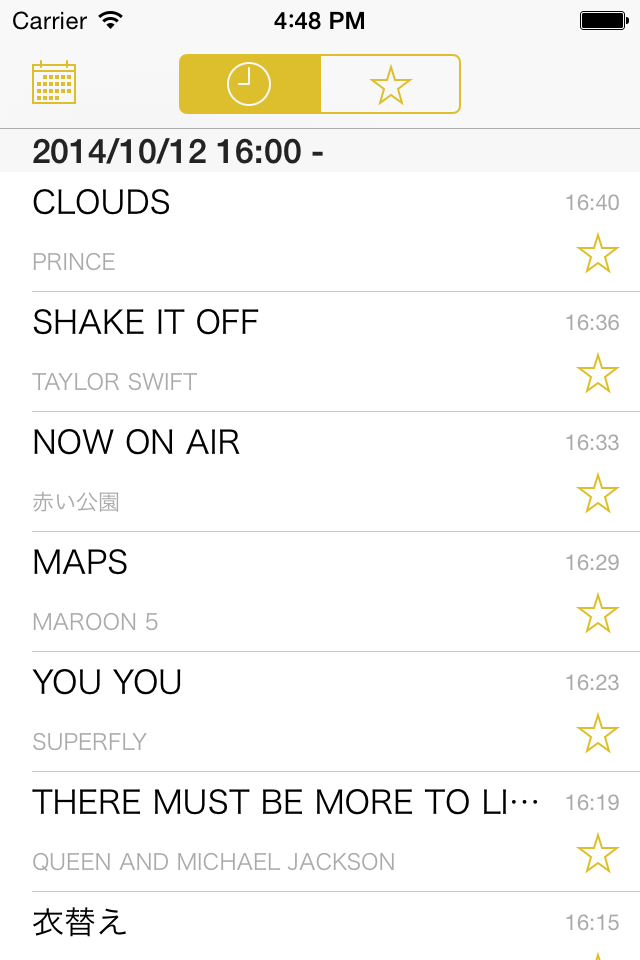 Carrier 4:48 PM
2014/10/12 16:00 -
CLOUDS 16:40
PRINCE
SHAKE IT OFF 16:36
TAYLOR SWIFT
NOW ON AIR 16:33
赤い公園
MAPS 16:29
MAROON 5
YOU YOU 16:23
SUPERFLY
THERE MUST BE MORE TO LI··· 16:19
QUEEN AND MICHAEL JACKSON
衣替え 16:15